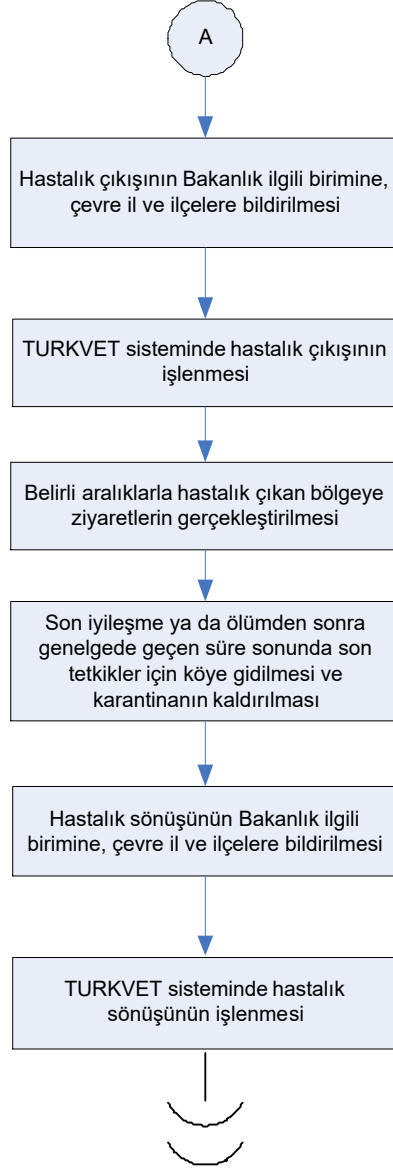 A
Hastalık çıkışının Bakanlık ilgili birimine,
çevre il ve ilçelere bildirilmesi
TURKVET sisteminde hastalık çıkışının
işlenmesi
Belirli aralıklarla hastalık çıkan bölgeye
ziyaretlerin gerçekleştirilmesi
Son iyileşme ya da ölümden sonra
genelgede geçen süre sonunda son
tetkikler için köye gidilmesi ve
karantinanın kaldırılması
Hastalık sönüşünün Bakanlık ilgili
birimine, çevre il ve ilçelere bildirilmesi
TURKVET sisteminde hastalık
sönüşünün işlenmesi